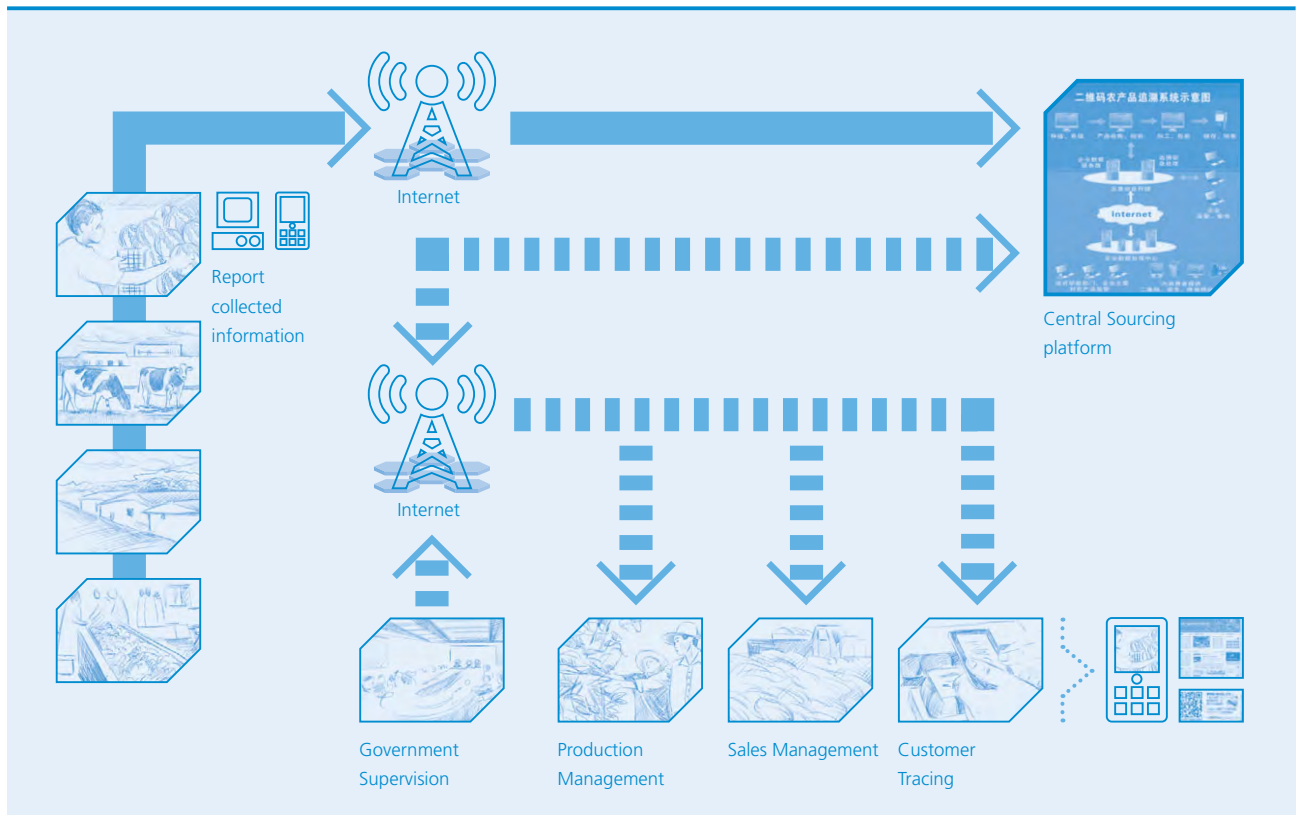 Internet
Report
collected
information
二维码农产品追溯系统示意图
Internet
Central Sourcing
platform
Internet
Government
Supervision
Production
Management
Sales Management
Customer
Tracing